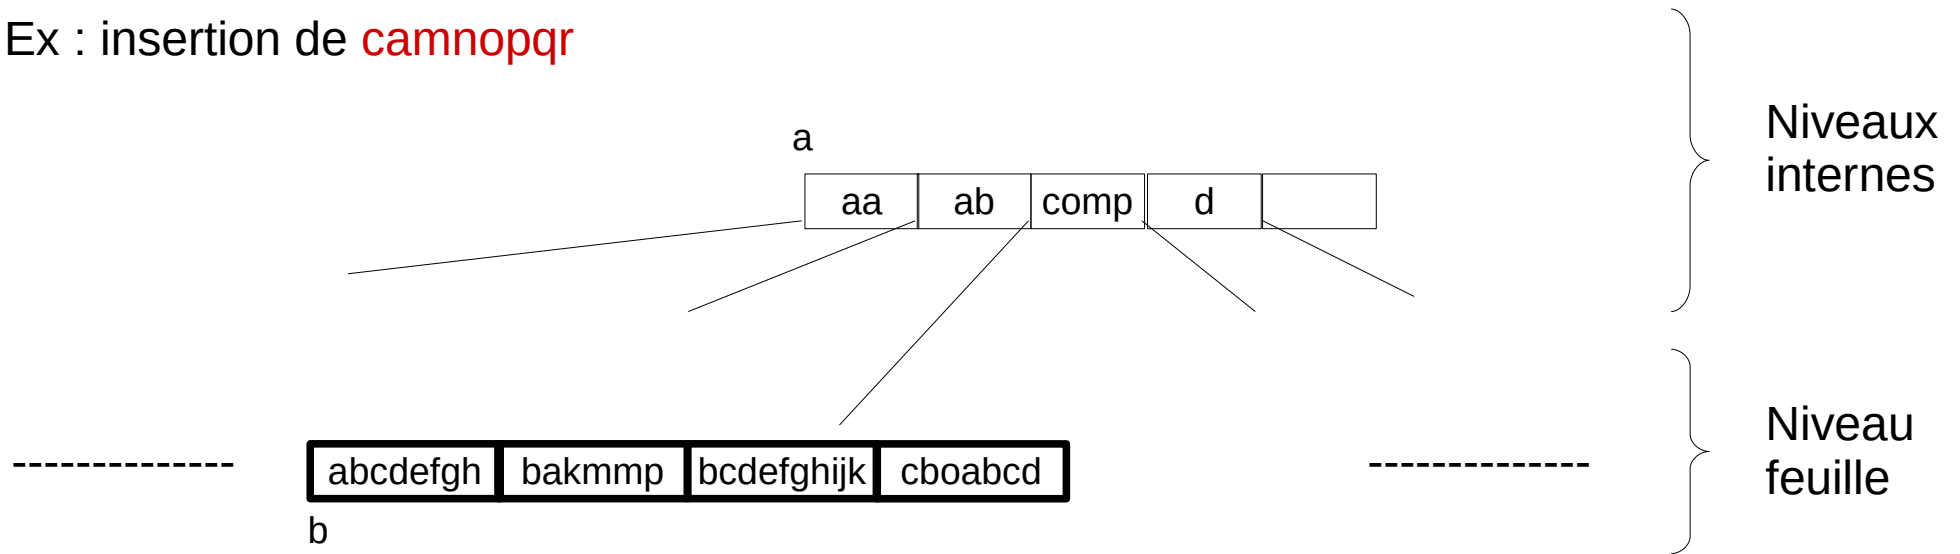 Ex : insertion de camnopqr
a
aa ab comp d
Niveaux
internes
-------------- abcdefgh bakmmp bcdefghijk cboabcd --------------
b
Niveau
feuille